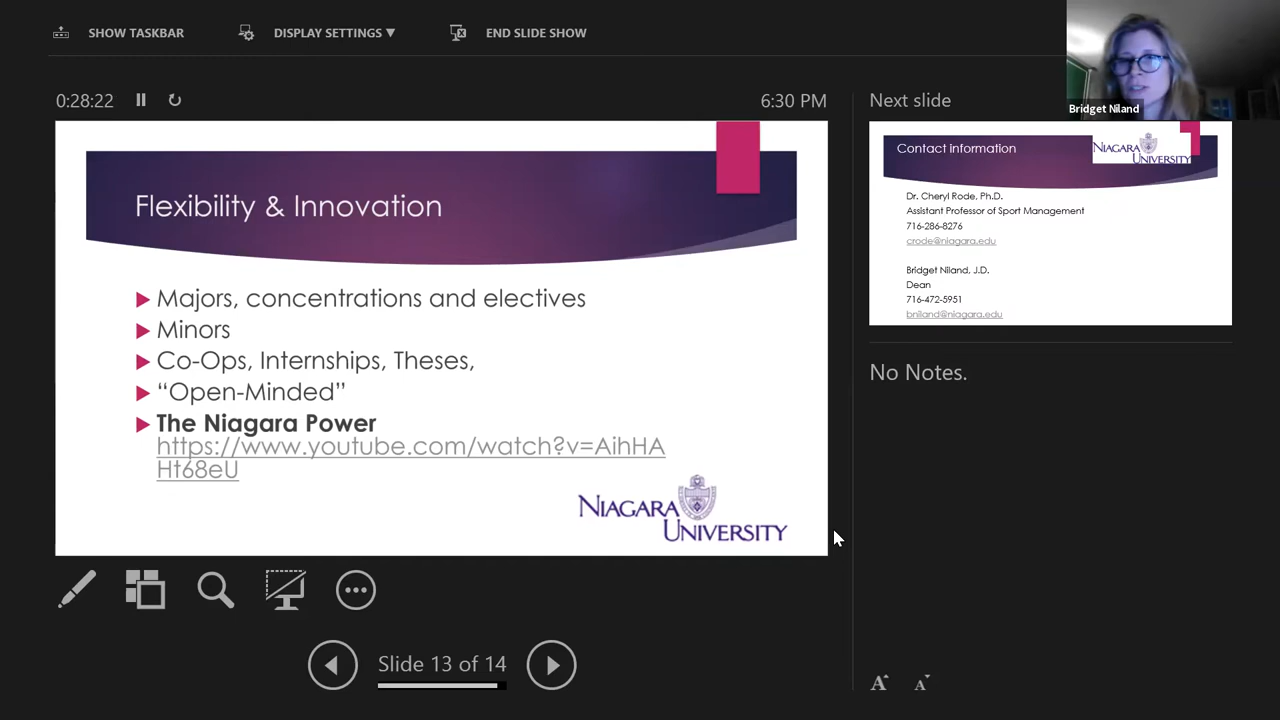 SHOW TASKBAR
DISPLAY SETTINGS ▼
END SLIDE SHOW
Bridget Niland
0:28:22
6:30 PM
Next slide
Flexibility & Innovation
Majors, concentrations and electives
Minors
Co-Ops, Internships, Theses,
“Open-Minded”
The Niagara Power
https://www.youtube.com/watch?v=AihHA
Ht68eU
NIAGARA
UNIVERSITY
Contact information
NIAGARA
UNIVERSITY
Dr. Cheryl Rode, Ph.D.
Assistant Professor of Sport Management
716-286-8276
crode@niagara.edu
Bridget Niland, J.D.
Dean
716-472-5951
bniland@niagara.edu
No Notes.
Slide 13 of 14
A A